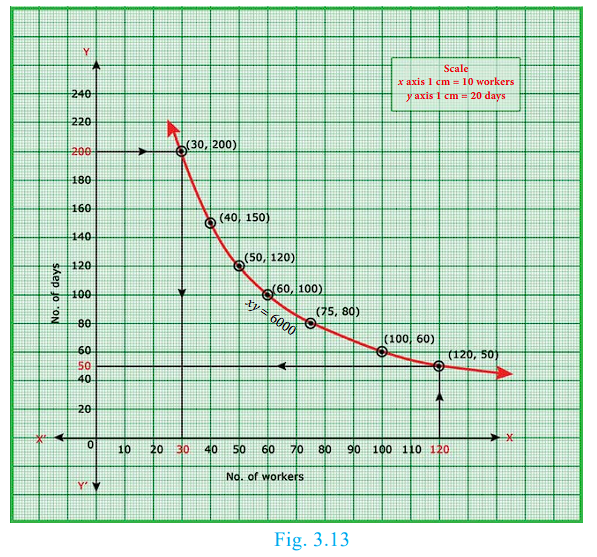 Y
Scale
x axis 1 cm = 10 workers
y axis 1 cm = 20 days
240
220
200
(30, 200)
180
160
(40, 150)
140
120
(50, 120)
100
(60, 100)
80
(75, 80)
xy = 6000
60
(100, 60)
50
(120, 50)
40
20
No. of days
X'
0
10 20 30 40 50 60 70 80 90 100 110 120
X
No. of workers
Y'
Fig. 3.13